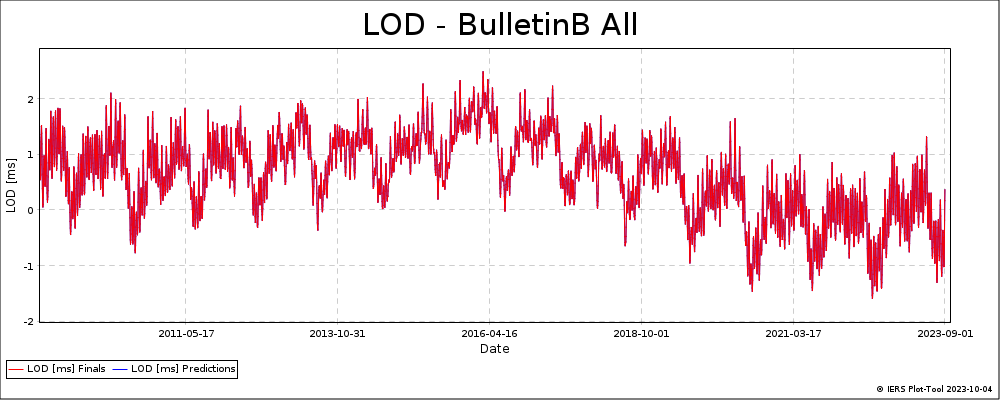 LOD - BulletinB All
LOD [ms]
2
1
0
-1
-2
2011-05-17 2013-10-31 2016-04-16 2018-10-01 2021-03-17 2023-09-01
Date
LOD [ms] Finals LOD [ms] Predictions
© IERS Plot-Tool 2023-10-04